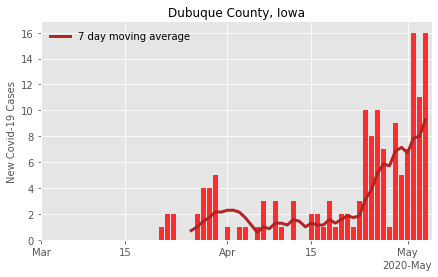 Dubuque County, Iowa
7 day moving average
New Covid-19 Cases
16
14
12
10
8
6
4
2
0
Mar 15 Apr 15 May
2020-May